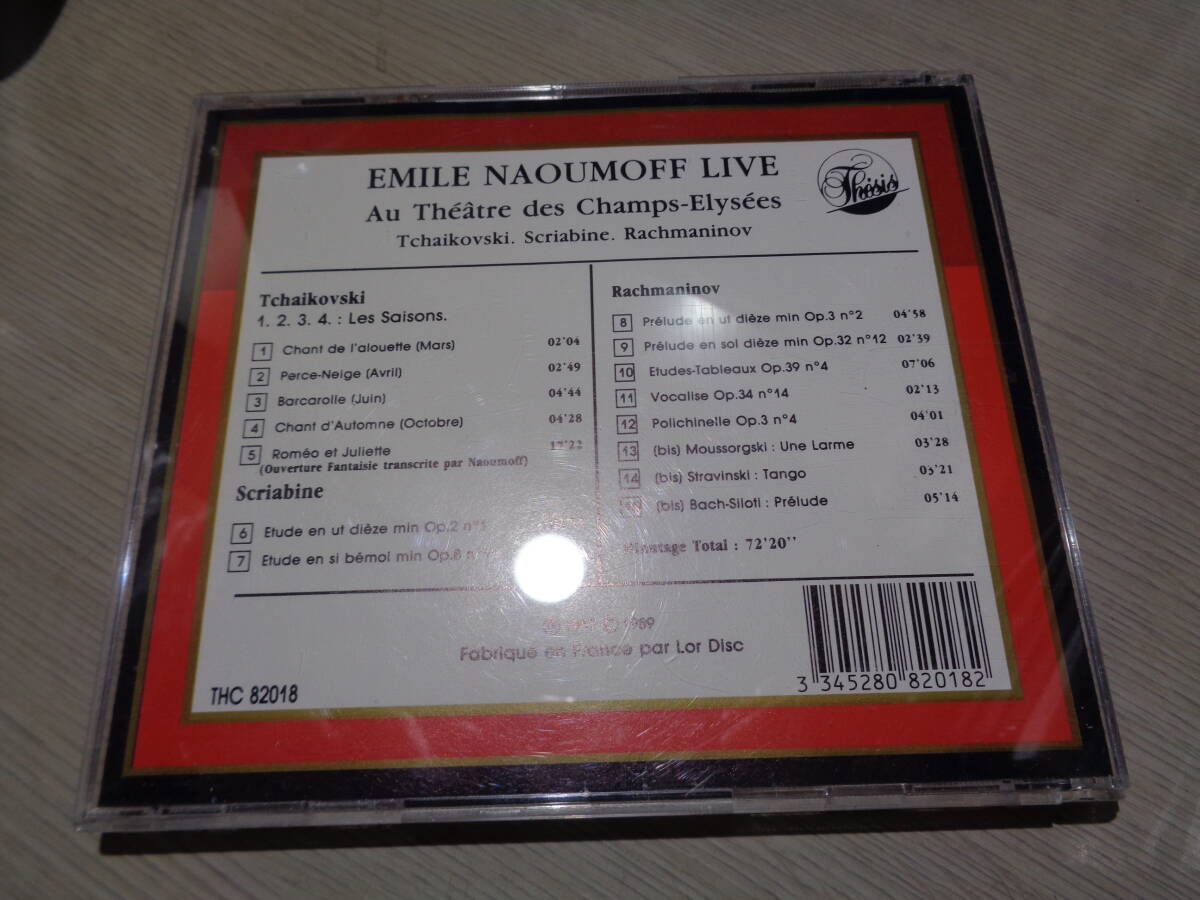 EMILE NAOUMOFF LIVE
Au Théâtre des Champs-Elysées
Tchaikovski. Scriabine. Rachmaninov
Thésis
Tchaikovski
1. 2. 3. 4. : Les Saisons.
1 Chant de l'alouette (Mars) 02'04
2 Perce-Neige (Avril) 02'49
3 Barcarolle (Juin) 04'44
4 Chant d'Automne (Octobre) 04'28
5 Roméo et Juliette 17'22
(Ouverture Fantaisie transcrite par Naoumoff)
Scriabine
6 Etude en ut dièze min Op.2 n°
7 Etude en si bémol min Op.8 n°
Rachmaninov
8 Prélude en ut dièze min Op.3 n°2 04'58
9 Prélude en sol dièze min Op.32 n°12 02'39
10 Etudes-Tableaux Op.39 n°4 07'06
11 Vocalise Op.34 n°14 02'13
12 Polichinelle Op.3 n°4 04'01
13 (bis) Moussorgski : Une Larme 03'28
14 (bis) Stravinski : Tango 03'21
(bis) Bach-Siloti : Prélude 05'14
Total : 72'20''
© 1989
Fabriqué en France par Lor Disc
THC 82018
3 345280 820182